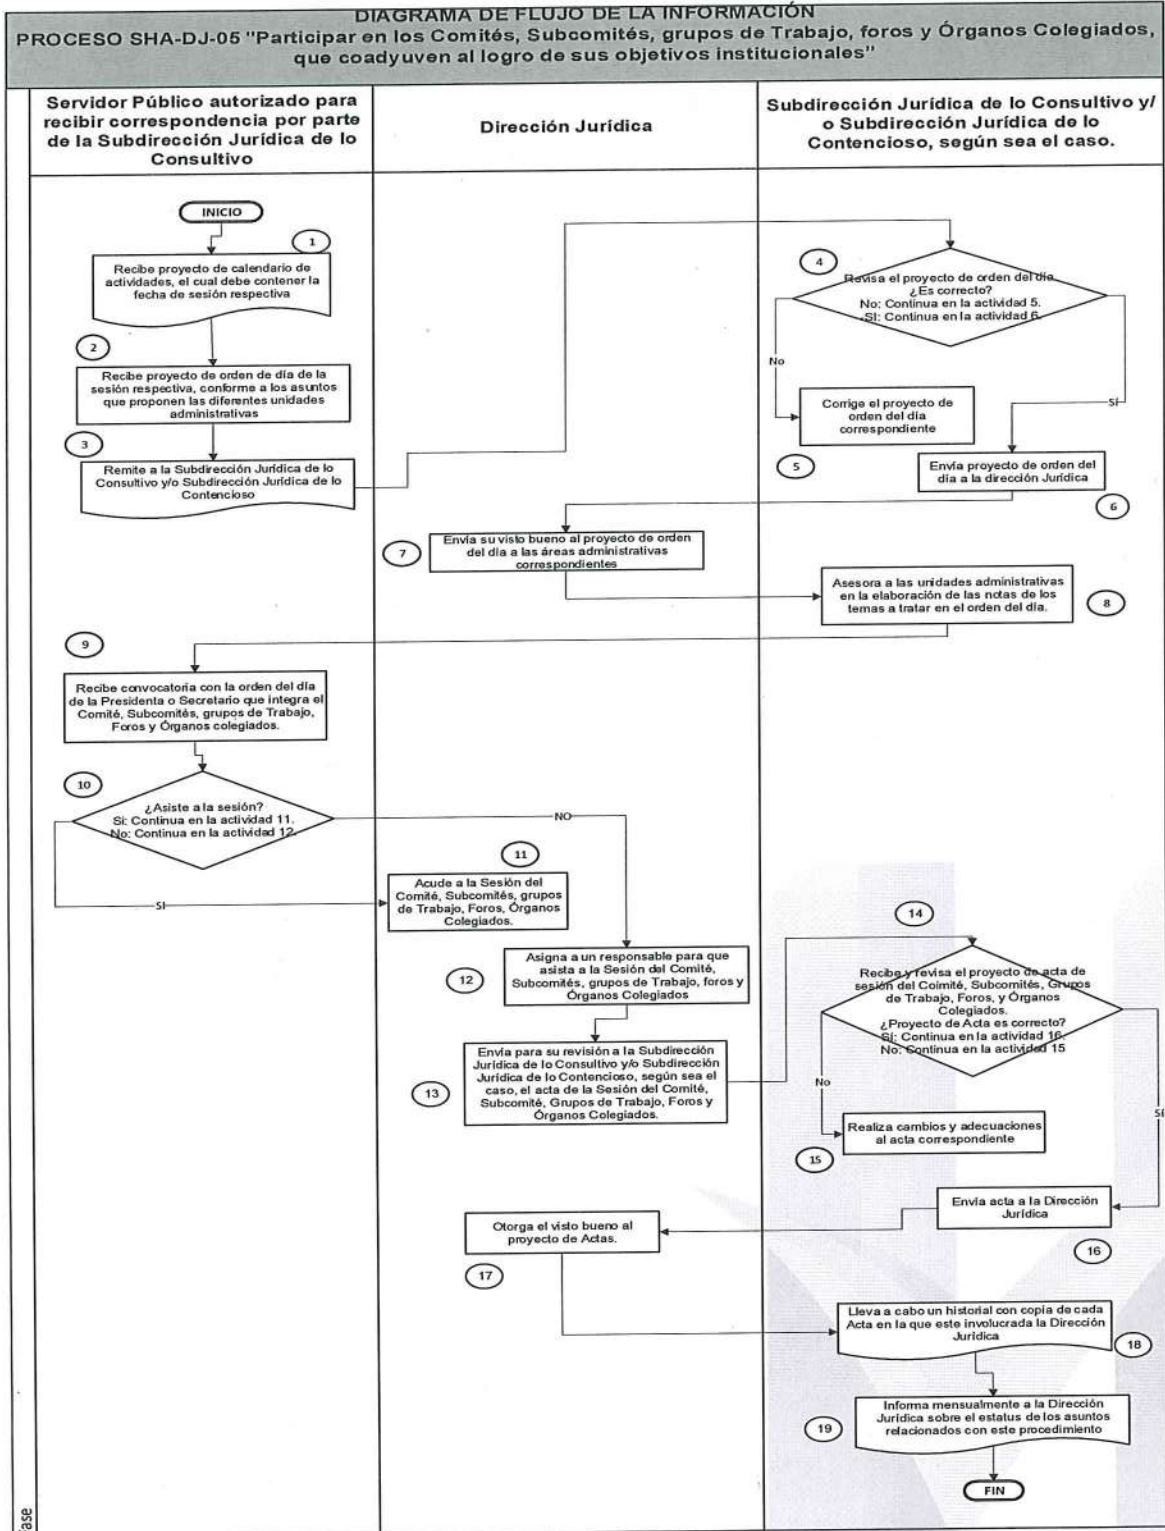 DIAGRAMA DE FLUJO DE LA INFORMACIÓN
PROCESO SHA-DJ-05 "Participar en los Comités, Subcomités, grupos de Trabajo, foros y Órganos Colegiados,
que coadyuven al logro de sus objetivos institucionales"
Servidor Público autorizado para
recibir correspondencia por parte
de la Subdirección Jurídica de lo
Consultivo
Dirección Jurídica
Subdirección Jurídica de lo Consultivo y/
o Subdirección Jurídica de lo
Contencioso, según sea el caso.
INICIO
1
Recibe proyecto de calendario de
actividades, el cual debe contener la
fecha de sesión respectiva
2
Recibe proyecto de orden de día de la
sesión respectiva, conforme a los asuntos
que proponen las diferentes unidades
administrativas
3
Remite a la Subdirección Jurídica de lo
Consultivo y/o Subdirección Jurídica de lo
Contencioso
4
Revisa el proyecto de orden del día
¿Es correcto?
No: Continua en la actividad 5.
SI: Continua en la actividad 6.
No
Sí
Corrige el proyecto de
orden del día
correspondiente
5
Envía proyecto de orden del
día a la dirección Jurídica
6
7
Envía su visto bueno al proyecto de orden
del día a las áreas administrativas
correspondientes
Asesora a las unidades administrativas
en la elaboración de las notas de los
temas a tratar en el orden del día.
8
9
Recibe convocatoria con la orden del día
de la Presidenta o Secretario que integra el
Comité, Subcomités, grupos de Trabajo,
Foros y Órganos colegiados.
10
¿Asiste a la sesión?
Si: Continua en la actividad 11.
No: Continua en la actividad 12.
NO
SI
11
Acude a la Sesión del
Comité, Subcomités, grupos
de Trabajo, Foros, Órganos
Colegiados.
12
Asigna a un responsable para que
asista a la Sesión del Comité,
Subcomités, grupos de Trabajo, foros y
Órganos Colegiados
13
Envía para su revisión a la Subdirección
Jurídica de lo Consultivo y/o Subdirección
Jurídica de lo Contencioso, según sea el
caso, el acta de la Sesión del Comité,
Subcomité, Grupos de Trabajo, Foros y
Órganos Colegiados.
14
Recibe y revisa el proyecto de acta de
sesión del Coimité, Subcomités, Grupos
de Trabajo, Foros, y Órganos
Colegiados.
¿Proyecto de Acta es correcto?
Sí: Continua en la actividad 16.
No: Continua en la actividad 15
No
Sí
Realiza cambios y adecuaciones
al acta correspondiente
15
Envía acta a la Dirección
Jurídica
16
Otorga el visto bueno al
proyecto de Actas.
17
Lleva a cabo un historial con copia de cada
Acta en la que este involucrada la Dirección
Jurídica
18
19
Informa mensualmente a la Dirección
Jurídica sobre el estatus de los asuntos
relacionados con este procedimiento
FIN